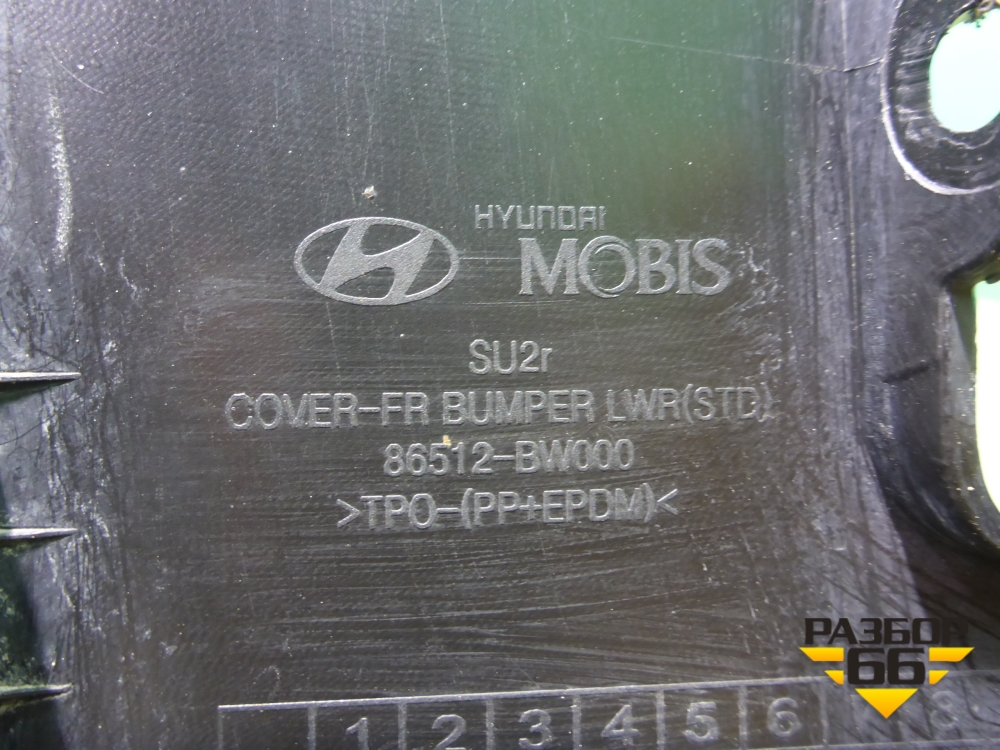 HYUNDAI
MOBIS
SU2r
COVER-FR BUMPER LWR(STD)
86512-BW000
>TPO-(PP+EPDM)<
РАЗБОР
66
1 2 3 4 5 6 8